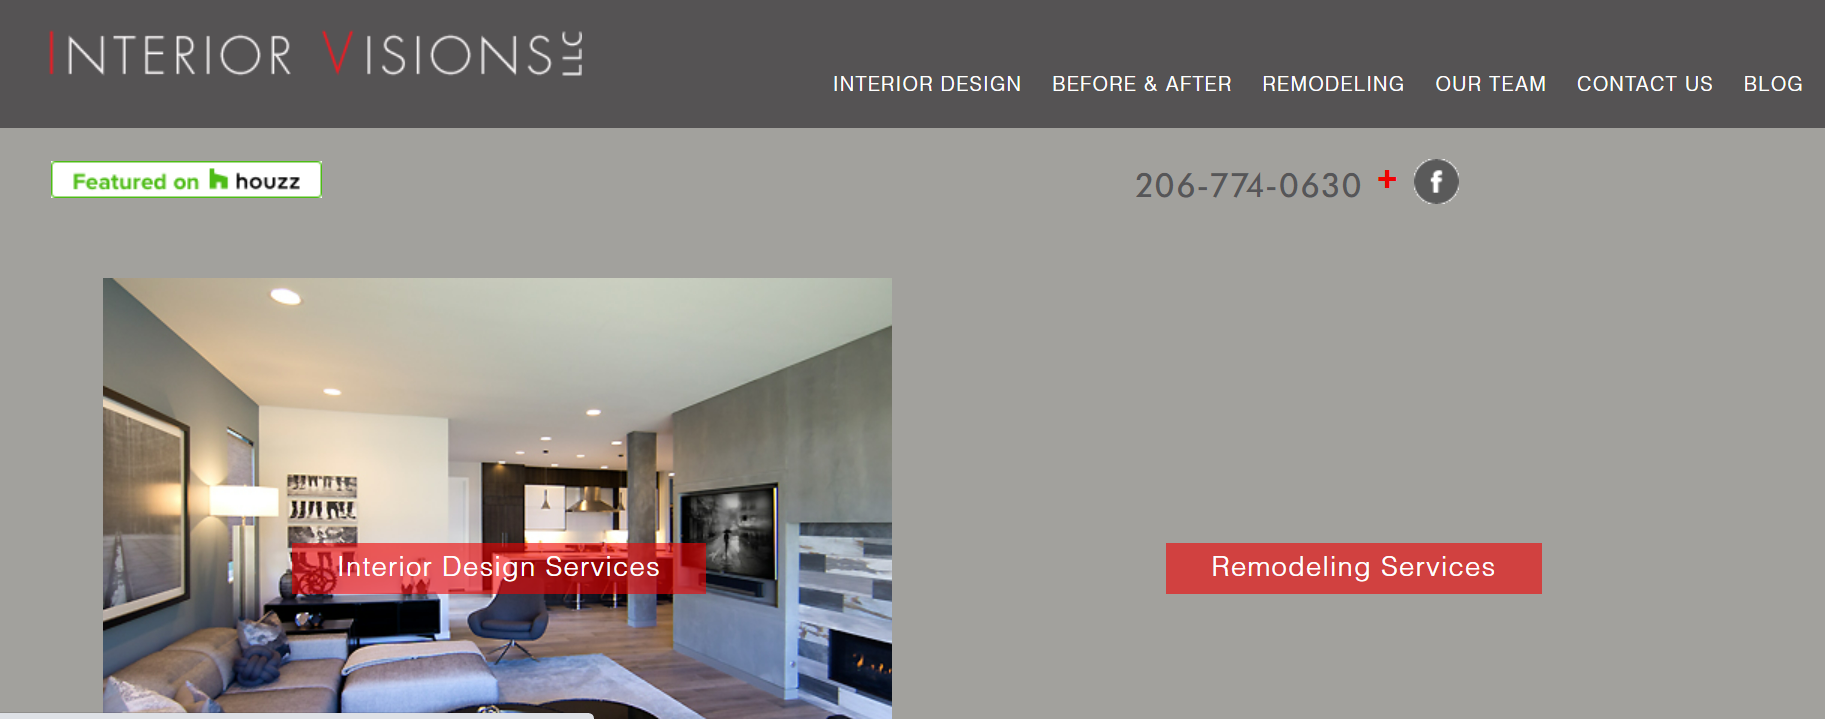 INTERIOR VISIONS LLC
INTERIOR DESIGN BEFORE & AFTER REMODELING OUR TEAM CONTACT US BLOG
Featured on houzz
206-774-0630 + f
Interior Design Services
Remodeling Services